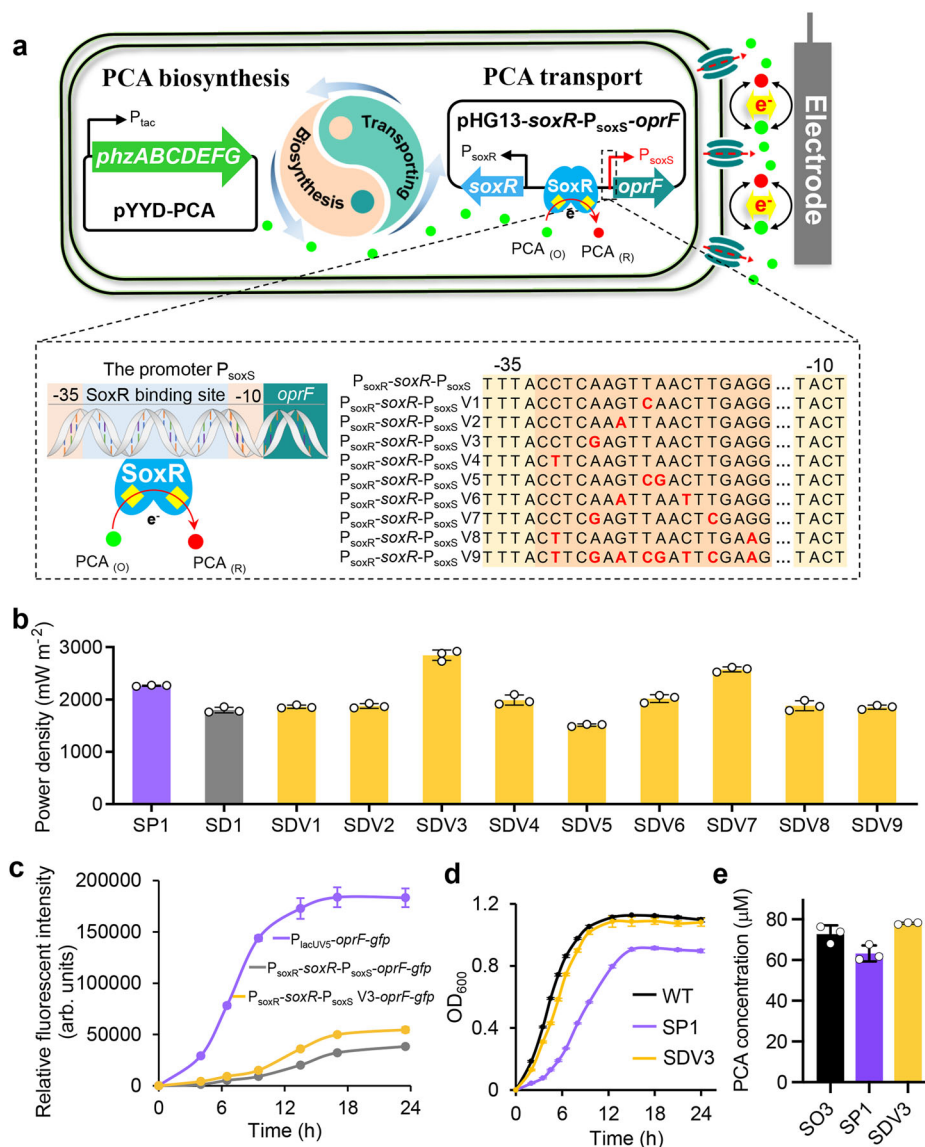 a
PCA biosynthesis
PCA transport
P tac
phzABCDEFG
pYYD-PCA
Biosynthesis
Transporting
pHG13-soxR-PsoxS-oprF
PsoxR
PsoxS
soxR
SoxR
oprF
e-
PCA (O)
PCA (R)
e-
e-
Electrode
The promoter PsoxS
-35 SoxR binding site -10 oprF
SoxR
e-
PCA (O)
PCA (R)
-35 -10
PsoxR-soxR-PsoxS TTTACCTCAAGTTAACTTGAGG... TACT
PsoxR-soxR-PsoxS V1 TTTACCTCAAGTCAACTTGAGG... TACT
PsoxR-soxR-PsoxS V2 TTTACCTCAAATTAACTTGAGG... TACT
PsoxR-soxR-PsoxS V3 TTTACCTCGAGTTAACTTGAGG... TACT
PsoxR-soxR-PsoxS V4 TTTACTTCAAGTTAACTTGAGG... TACT
PsoxR-soxR-PsoxS V5 TTTACCTCAAGTCGACTTGAGG... TACT
PsoxR-soxR-PsoxS V6 TTTACCTCAAATTAATTTGAGG... TACT
PsoxR-soxR-PsoxS V7 TTTACCTCGAGTTAACTCGAGG... TACT
PsoxR-soxR-PsoxS V8 TTTACTTCAAGTTAACTTGAAG... TACT
PsoxR-soxR-PsoxS V9 TTTACTTCGAATCGATTCGAAG... TACT
b
Power density (mW m-2)
3000
2000
1000
0
SP1 SD1 SDV1 SDV2 SDV3 SDV4 SDV5 SDV6 SDV7 SDV8 SDV9
c
Relative fluorescent intensity
(arb. units)
200000
150000
100000
50000
0
PlacUV5-oprF-gfp
PsoxR-soxR-PsoxS-oprF-gfp
PsoxR-soxR-PsoxS V3-oprF-gfp
0 6 12 18 24
Time (h)
d
OD600
1.2
0.8
0.4
0
WT
SP1
SDV3
0 6 12 18 24
Time (h)
e
PCA concentration (μM)
90
60
30
0
SO3 SP1 SDV3